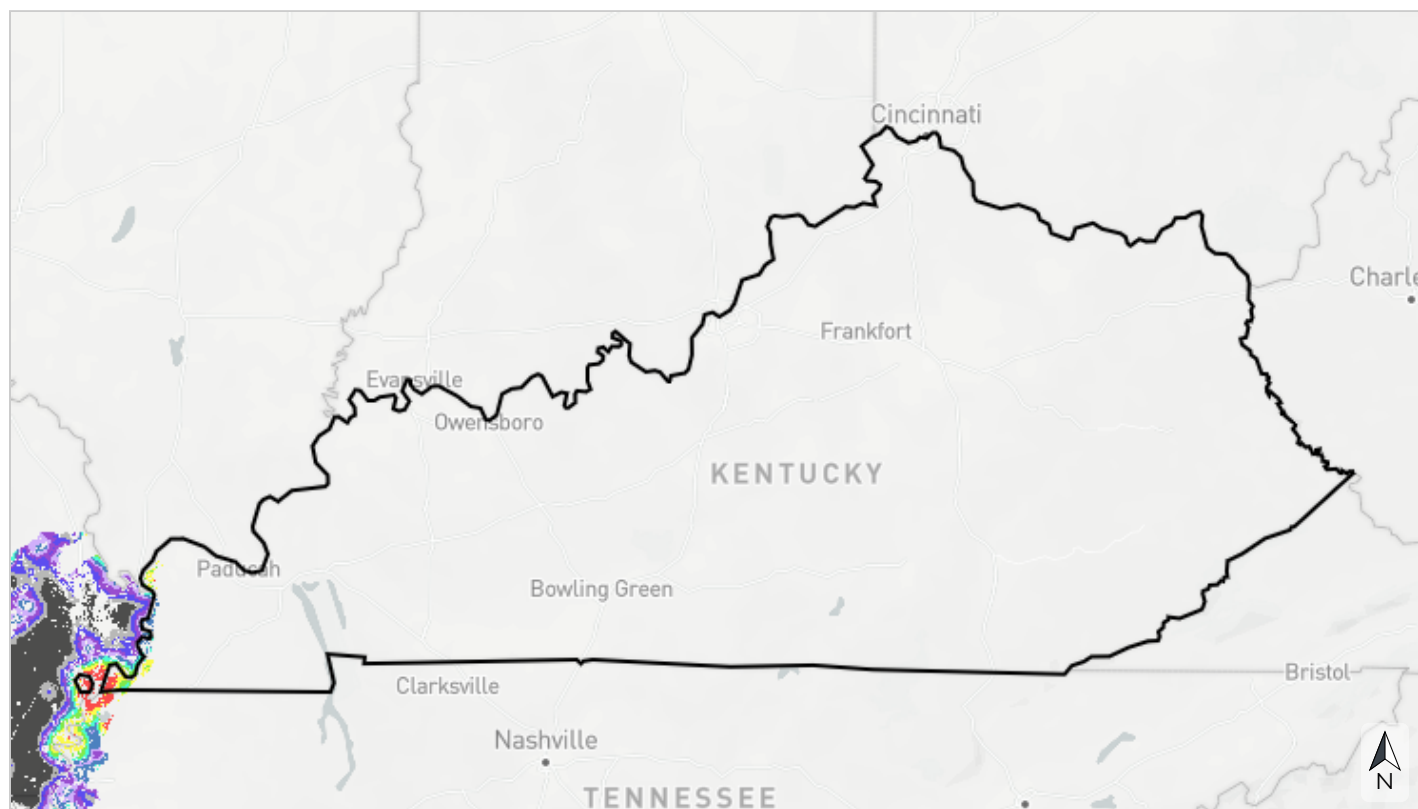 Cincinnati
Charle
Frankfort
Evansville
Owensboro
KENTUCKY
Paducah
Bowling Green
Clarksville
Bristol
Nashville
TENNESSEE
N